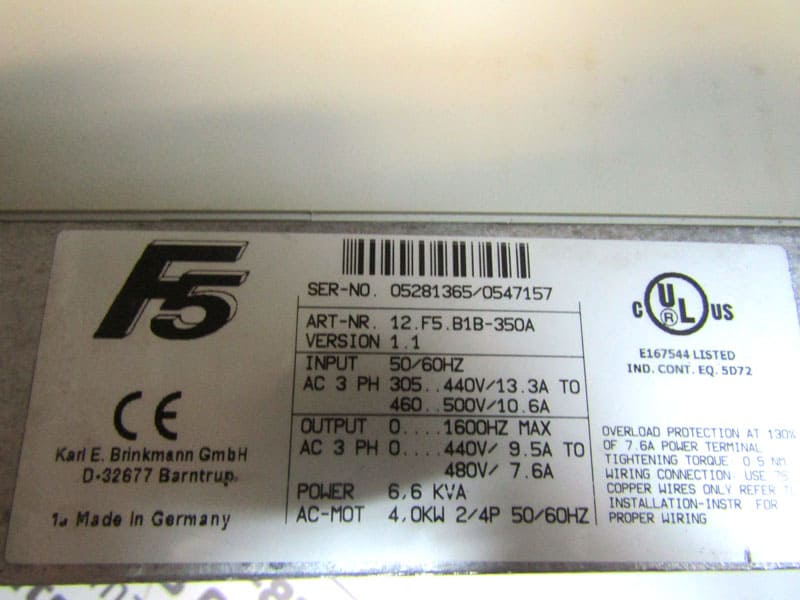 F5
SER-NO. 05281365/0547157
ART-NR. 12.F5.B1B-350A
VERSION 1.1
INPUT 50/60HZ
AC 3 PH 305..440V/13.3A TO
460..500V/10.6A
OUTPUT 0....1600HZ MAX
AC 3 PH 0....440V/ 9.5A TO
480V/ 7.6A
POWER 6,6 KVA
AC-MOT 4,0KW 2/4P 50/60HZ
CE
Karl E. Brinkmann GmbH
D-32677 Barntrup
Made in Germany
C UL ® US
E167544 LISTED
IND. CONT. EQ. 5D72
OVERLOAD PROTECTION AT 130%
OF 7.6A POWER TERMINAL
TIGHTENING TORQUE 0.5 NM
WIRING CONNECTION: USE 75
COPPER WIRES ONLY REFER
INSTALLATION-INSTR FOR
PROPER WIRING